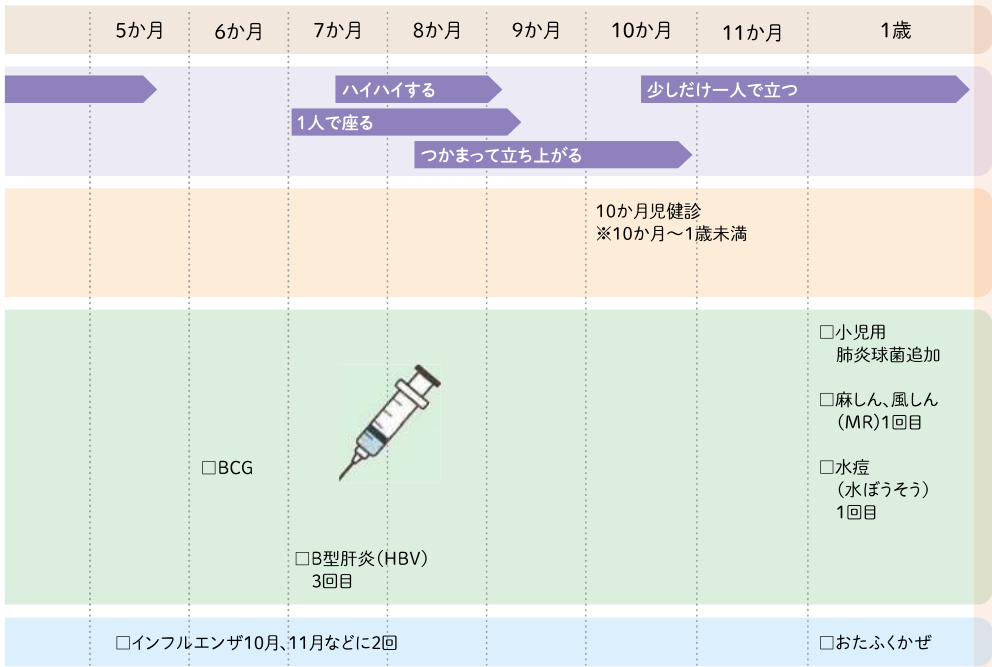 5か月 6か月 7か月 8か月 9か月 10か月 11か月 1歳
ハイハイする
少しだけ一人で立つ
1人で座る
つかまって立ち上がる
10か月児健診
※10か月～1歳未満
□小児用
肺炎球菌追加
□麻しん、風しん
(MR)1回目
□BCG
□水痘
(水ぼうそう)
1回目
□B型肝炎(HBV)
3回目
□インフルエンザ10月、11月などに2回
□おたふくかぜ